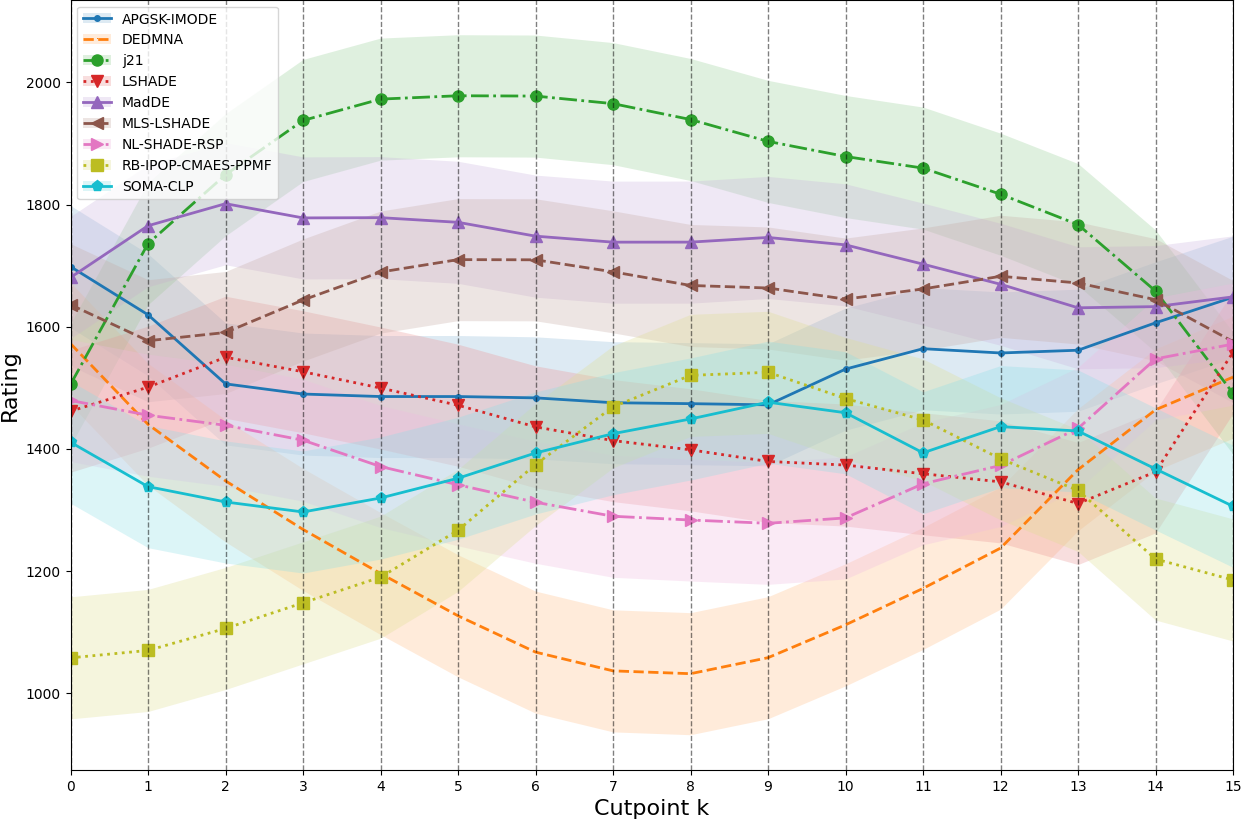 APGSK-IMODE
DEDMNA
j21
LSHADE
MadDE
MLS-LSHADE
NL-SHADE-RSP
RB-IPOP-CMAES-PPMF
SOMA-CLP
2000
1800
1600
1400
1200
1000
Rating
0 1 2 3 4 5 6 7 8 9 10 11 12 13 14 15
Cutpoint k